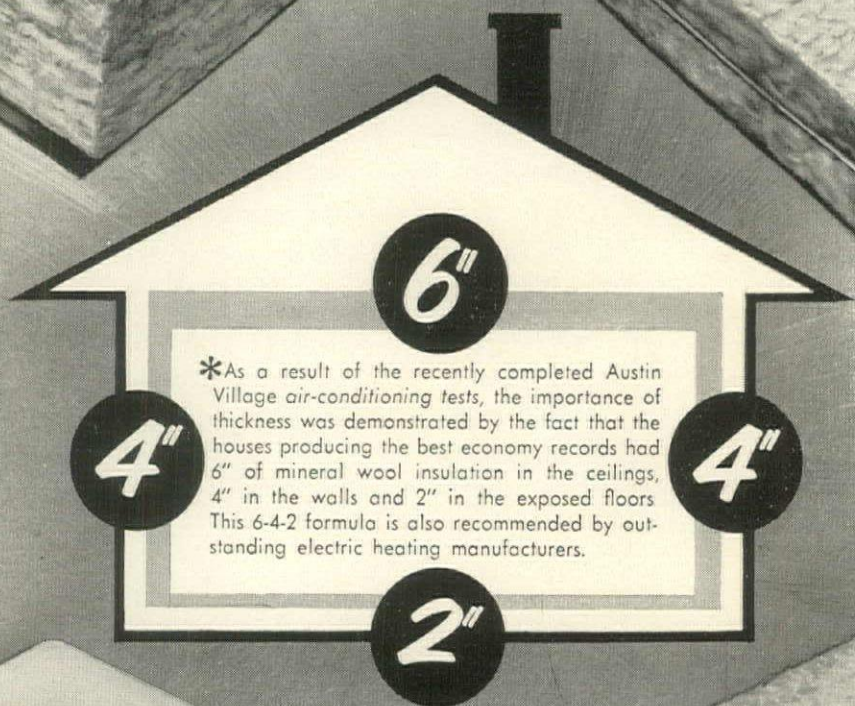 6"
*As a result of the recently completed Austin
Village air-conditioning tests, the importance of
thickness was demonstrated by the fact that the
houses producing the best economy records had
6" of mineral wool insulation in the ceilings,
4" in the walls and 2" in the exposed floors
This 6-4-2 formula is also recommended by out-
standing electric heating manufacturers.
4"
4"
2"